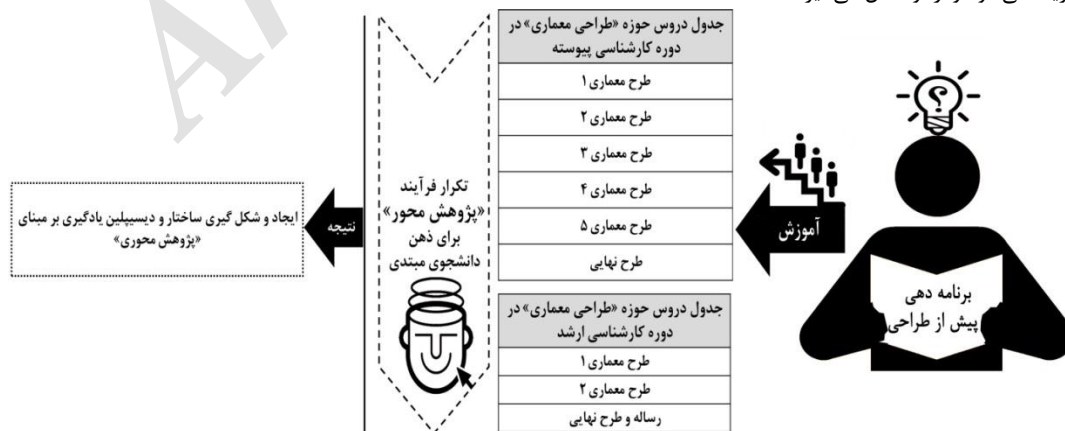 برنامه دهی
پیش از طراحی
آموزش
جدول دروس حوزه «طراحی معماری» در
دوره کارشناسی پیوسته
طرح معماری ۱
طرح معماری ۲
طرح معماری ۳
طرح معماری ۴
طرح معماری ۵
طرح نهایی
جدول دروس حوزه «طراحی معماری» در
دوره کارشناسی ارشد
طرح معماری ۱
طرح معماری ۲
رساله و طرح نهایی
تکرار فرآیند
«پژوهش محور»
برای ذهن
دانشجوی مبتدی
نتیجه
ایجاد و شکل گیری ساختار و دیسیپلین یادگیری بر مبنای
«پژوهش محوری»